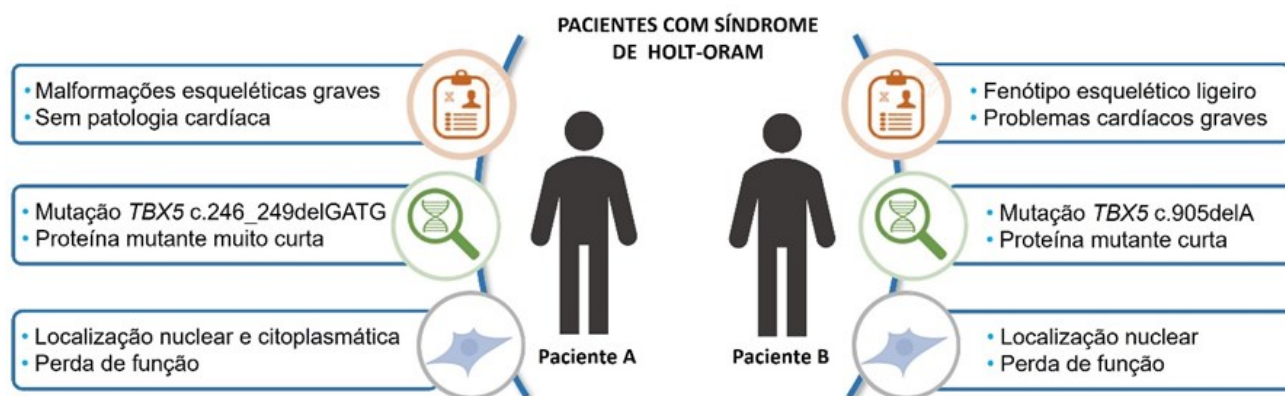 PACIENTES COM SÍNDROME
DE HOLT-ORAM
• Malformações esqueléticas graves
• Sem patologia cardíaca
• Mutação TBX5 c.246_249delGATG
• Proteína mutante muito curta
• Localização nuclear e citoplasmática
• Perda de função
Paciente A
Paciente B
• Fenótipo esquelético ligeiro
• Problemas cardíacos graves
• Mutação TBX5 c.905delA
• Proteína mutante curta
• Localização nuclear
• Perda de função